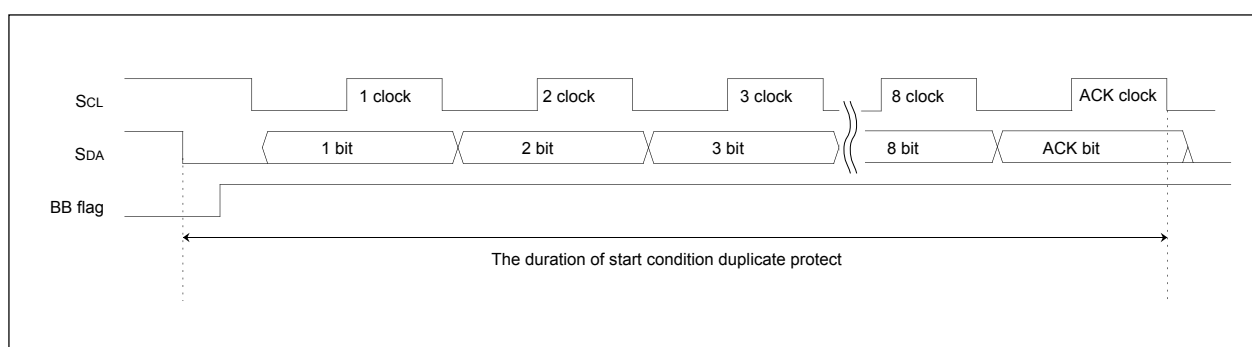 SCL
1 clock 2 clock 3 clock 8 clock ACK clock
SDA
1 bit 2 bit 3 bit 8 bit ACK bit
BB flag
The duration of start condition duplicate protect